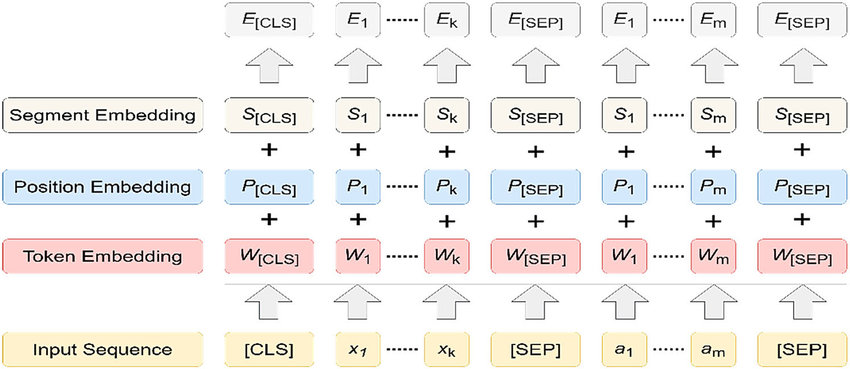 E[CLS] E1 ...... Ek E[SEP] E1 ...... Em E[SEP]
Segment Embedding S[CLS] S1 ...... Sk S[SEP] S1 ...... Sm S[SEP]
+ + + + + + +
Position Embedding P[CLS] P1 ...... Pk P[SEP] P1 ...... Pm P[SEP]
+ + + + + + +
Token Embedding W[CLS] W1 ...... Wk W[SEP] W1 ...... Wm W[SEP]
Input Sequence [CLS] x1 ...... xk [SEP] a1 ...... am [SEP]